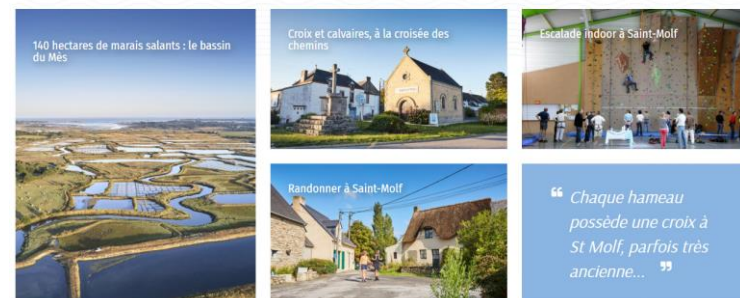 140 hectares de marais salants : le bassin
du Mès
Croix et calvaires, à la croisée des
chemins
Escalade indoor à Saint-Molf
Randonner à Saint-Molf
❝ Chaque hameau
possède une croix à
St Molf, parfois très
ancienne... ❞